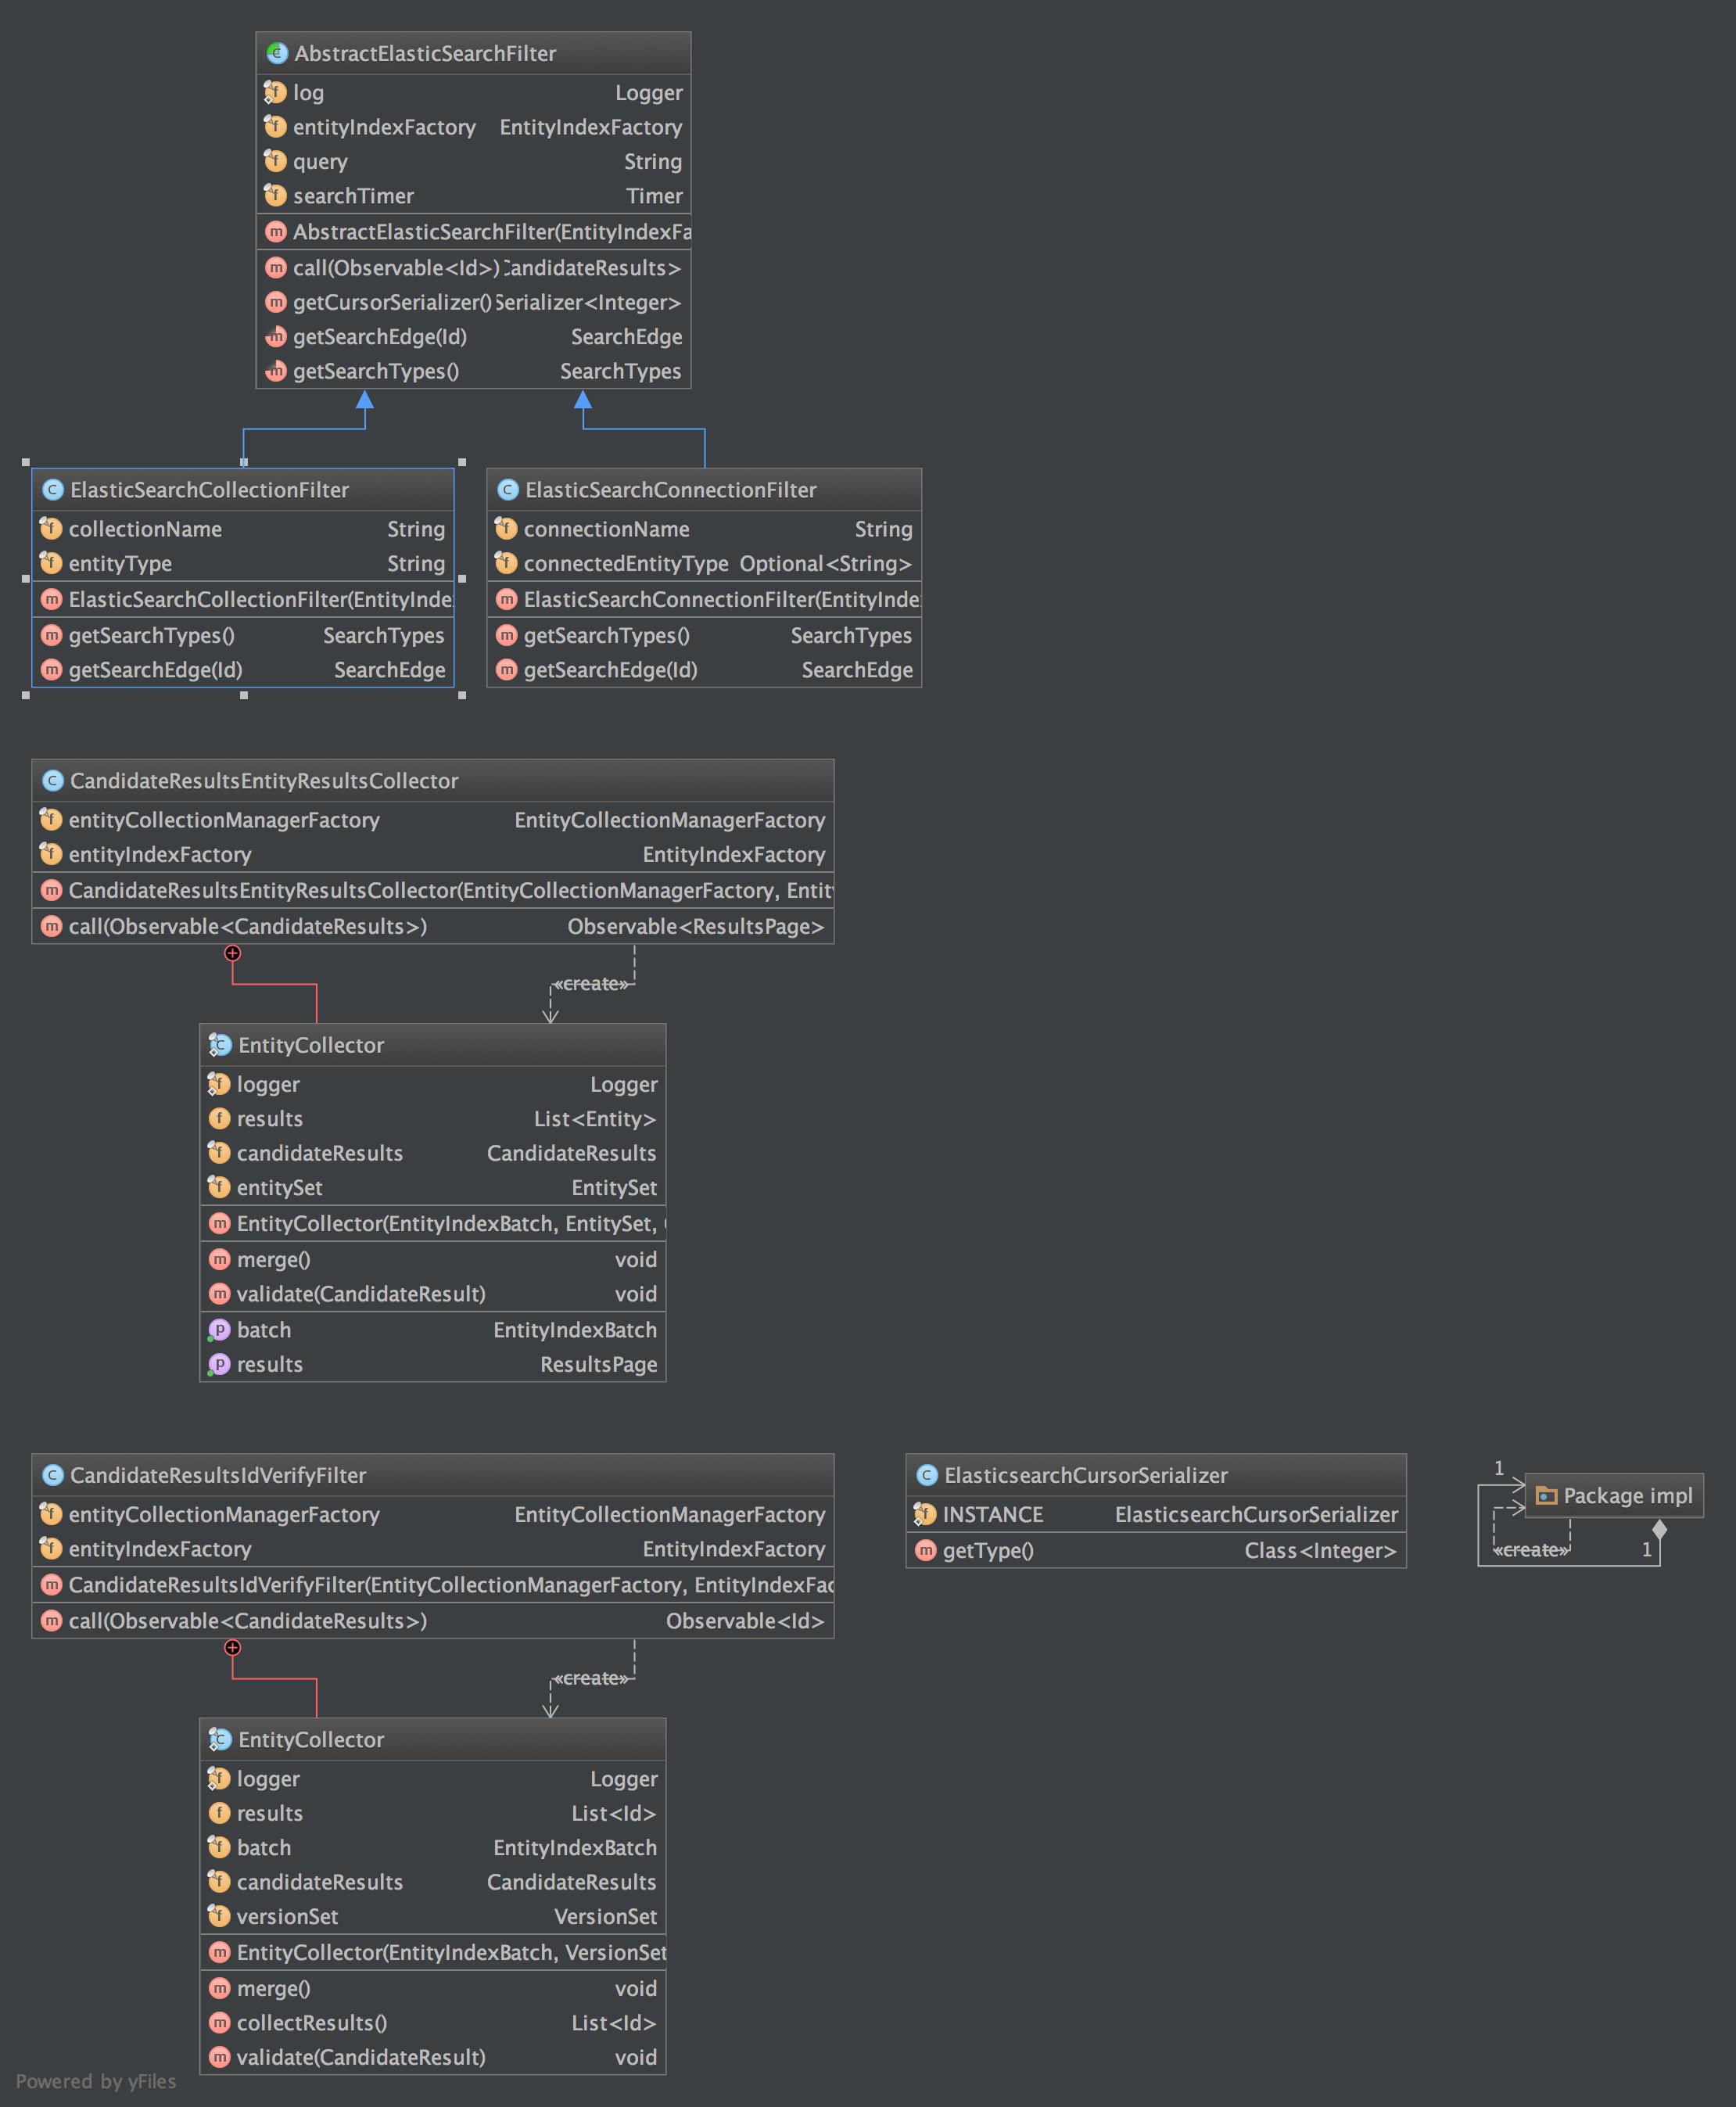 AbstractElasticSearchFilter
log Logger
entityIndexFactory EntityIndexFactory
query String
searchTimer Timer
AbstractElasticSearchFilter(EntityIndexFa
call(Observable<Id>) CandidateResults>
getCursorSerializer() Serializer<Integer>
getSearchEdge(Id) SearchEdge
getSearchTypes() SearchTypes
ElasticSearchCollectionFilter
collectionName String
entityType String
ElasticSearchCollectionFilter(EntityInde
getSearchTypes() SearchTypes
getSearchEdge(Id) SearchEdge
ElasticSearchConnectionFilter
connectionName String
connectedEntityType Optional<String>
ElasticSearchConnectionFilter(EntityInde
getSearchTypes() SearchTypes
getSearchEdge(Id) SearchEdge
CandidateResultsEntityResultsCollector
entityCollectionManagerFactory EntityCollectionManagerFactory
entityIndexFactory EntityIndexFactory
CandidateResultsEntityResultsCollector(EntityCollectionManagerFactory, Entity
call(Observable<CandidateResults>) Observable<ResultsPage>
«create»
EntityCollector
logger Logger
results List<Entity>
candidateResults CandidateResults
entitySet EntitySet
EntityCollector(EntityIndexBatch, EntitySet, 
merge() void
validate(CandidateResult) void
batch EntityIndexBatch
results ResultsPage
CandidateResultsIdVerifyFilter
entityCollectionManagerFactory EntityCollectionManagerFactory
entityIndexFactory EntityIndexFactory
CandidateResultsIdVerifyFilter(EntityCollectionManagerFactory, EntityIndexFac
call(Observable<CandidateResults>) Observable<Id>
«create»
EntityCollector
logger Logger
results List<Id>
batch EntityIndexBatch
candidateResults CandidateResults
versionSet VersionSet
EntityCollector(EntityIndexBatch, VersionSet
merge() void
collectResults() List<Id>
validate(CandidateResult) void
ElasticsearchCursorSerializer
INSTANCE ElasticsearchCursorSerializer
getType() Class<Integer>
1
Package impl
«create»
1
Powered by yFiles